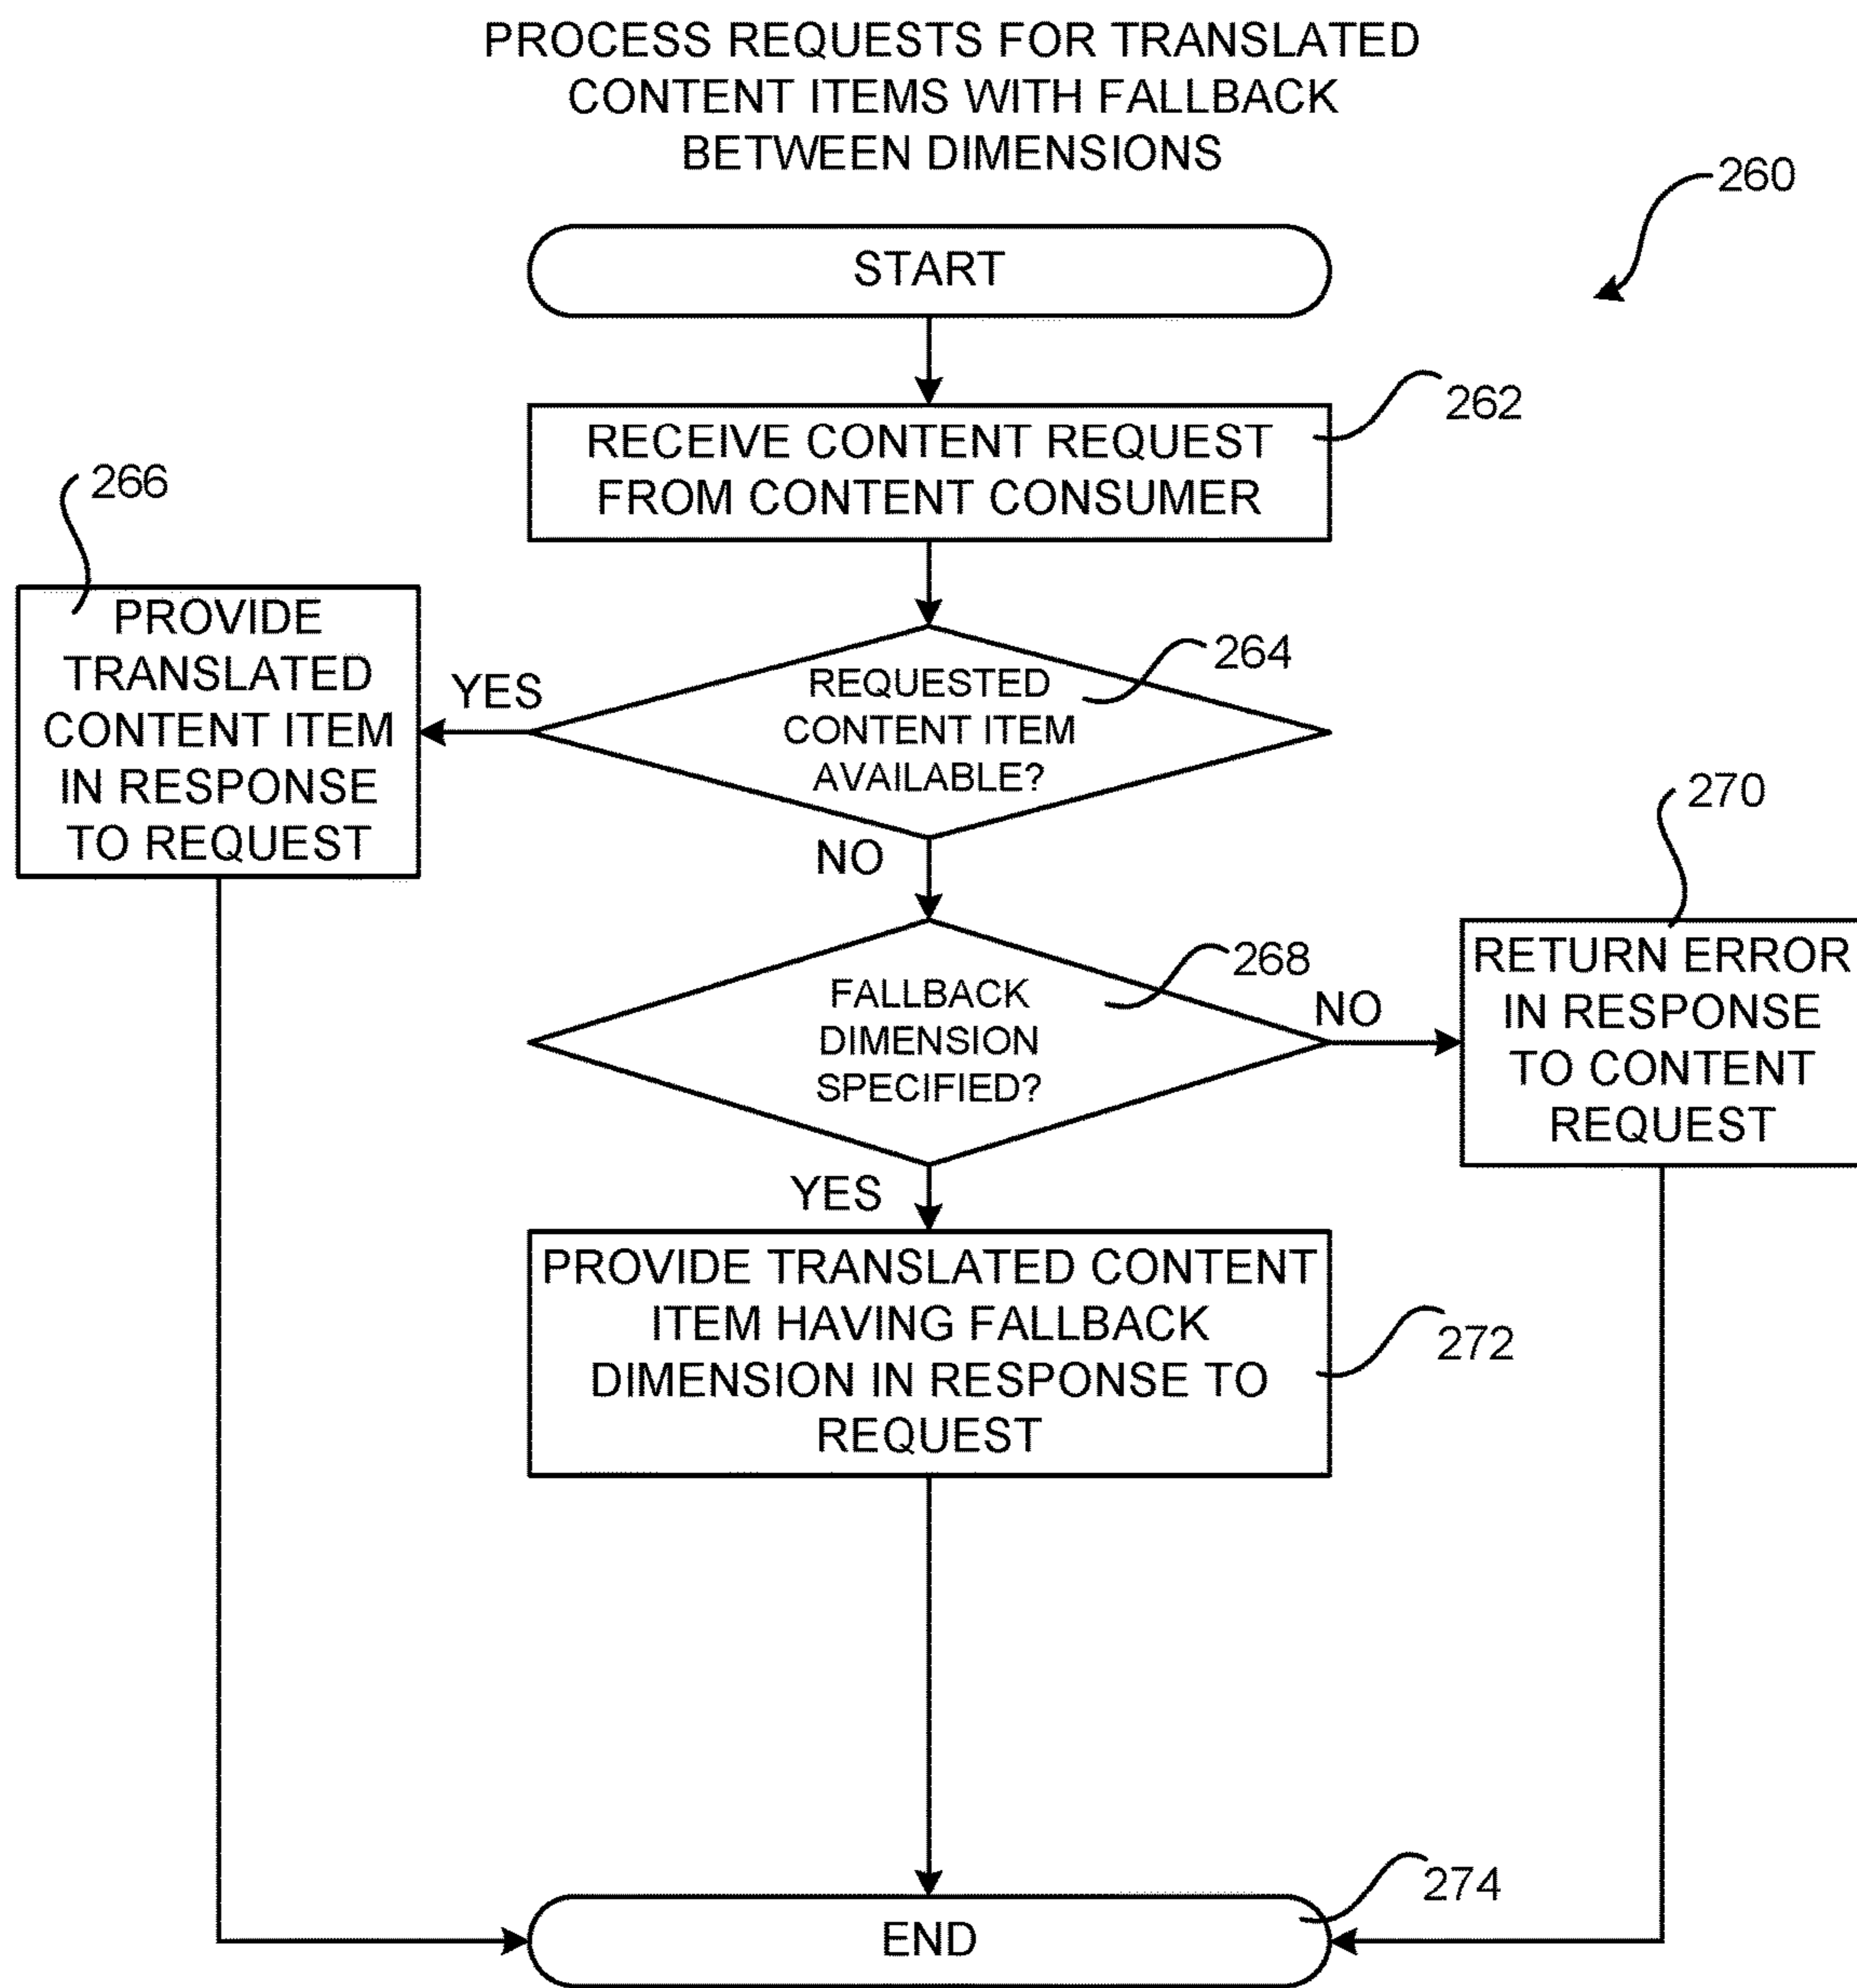 PROCESS REQUESTS FOR TRANSLATED
CONTENT ITEMS WITH FALLBACK
BETWEEN DIMENSIONS
260
START
262
RECEIVE CONTENT REQUEST
FROM CONTENT CONSUMER
266
PROVIDE
TRANSLATED
CONTENT ITEM
IN RESPONSE
TO REQUEST
YES
264
REQUESTED
CONTENT ITEM
AVAILABLE?
NO
268
FALLBACK
DIMENSION
SPECIFIED?
NO
270
RETURN ERROR
IN RESPONSE
TO CONTENT
REQUEST
YES
PROVIDE TRANSLATED CONTENT
ITEM HAVING FALLBACK
DIMENSION IN RESPONSE TO
REQUEST
272
274
END